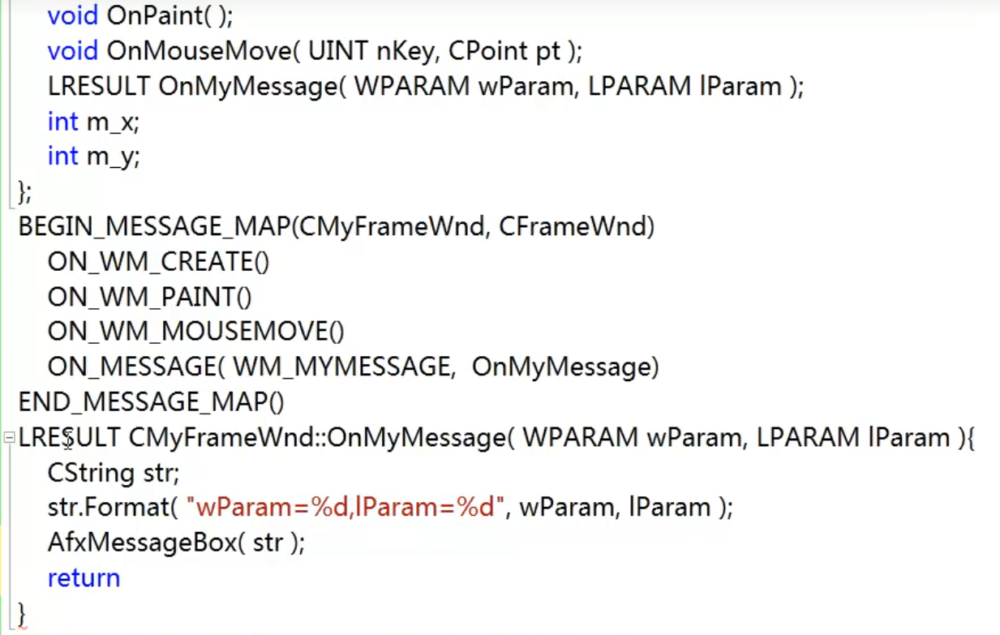 void OnPaint( );
void OnMouseMove( UINT nKey, CPoint pt );
LRESULT OnMyMessage( WPARAM wParam, LPARAM lParam );
int m_x;
int m_y;
};
BEGIN_MESSAGE_MAP(CMyFrameWnd, CFrameWnd)
ON_WM_CREATE()
ON_WM_PAINT()
ON_WM_MOUSEMOVE()
ON_MESSAGE( WM_MYMESSAGE,  OnMyMessage)
END_MESSAGE_MAP()
LRESULT CMyFrameWnd::OnMyMessage( WPARAM wParam, LPARAM lParam ){
CString str;
str.Format( "wParam=%d,lParam=%d", wParam, lParam );
AfxMessageBox( str );
return
}